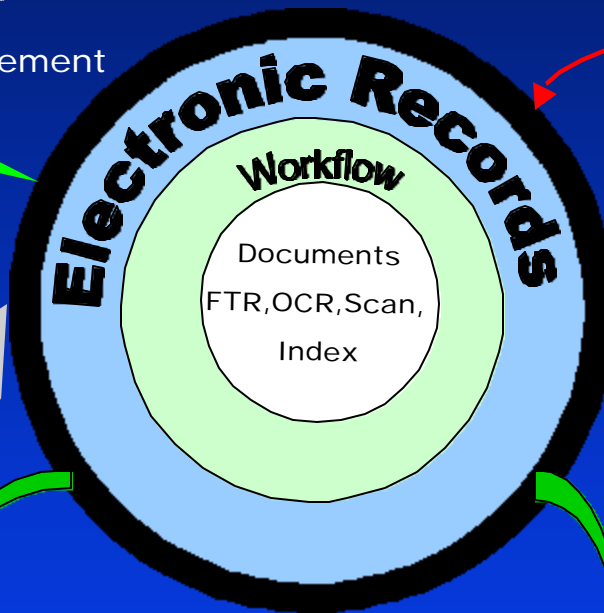 ement
Electronic Records
Workflow
Documents
FTR,OCR,Scan,
Index